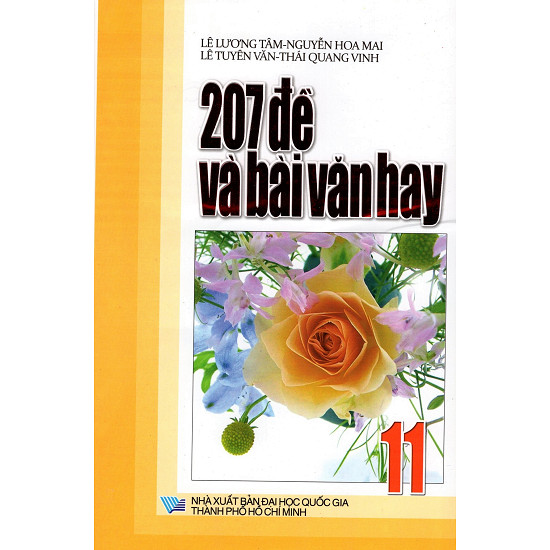 LÊ LƯƠNG TÂM-NGUYỄN HOA MAI
LÊ TUYÊN VĂN-THÁI QUANG VINH
207 đề
và bài văn hay
11
NHÀ XUẤT BẢN ĐẠI HỌC QUỐC GIA
THÀNH PHỐ HỒ CHÍ MINH